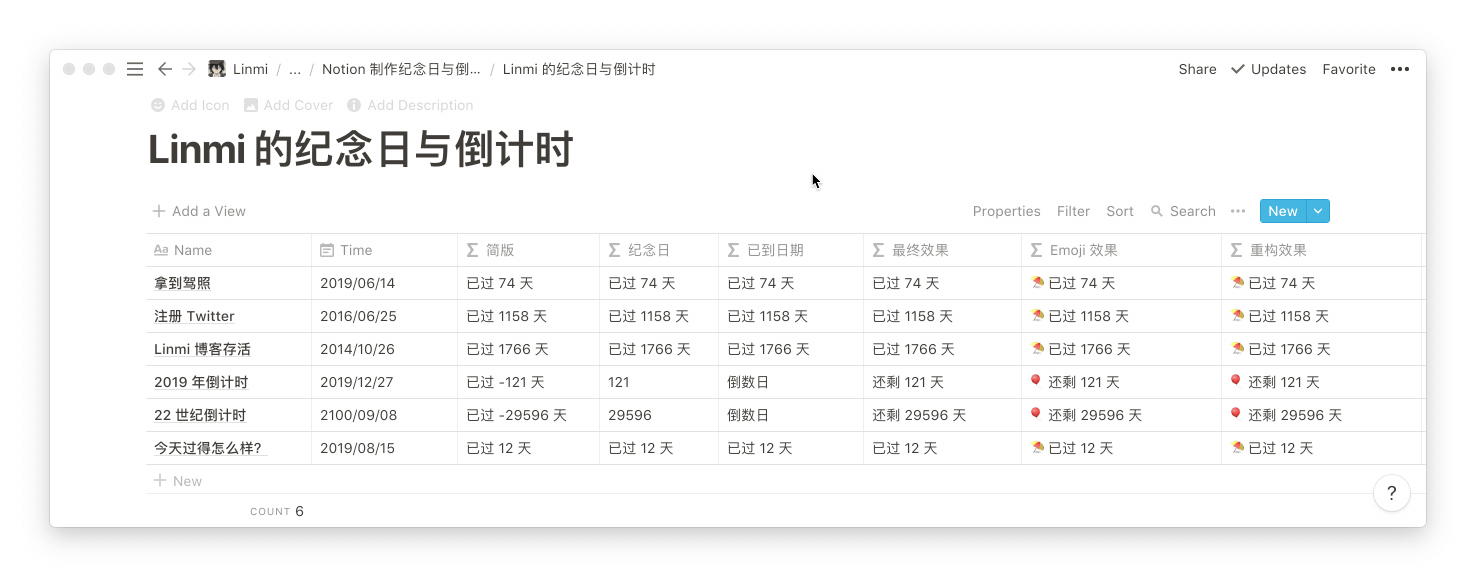 Linmi / ... / Notion 制作纪念日与倒... / Linmi 的纪念日与倒计时 Share Updates Favorite •••
Add Icon Add Cover Add Description
Linmi 的纪念日与倒计时
Add a View Properties Filter Sort Search ••• New
Aa Name Time Σ 简版 Σ 纪念日 Σ 已到日期 Σ 最终效果 Σ Emoji 效果 Σ 重构效果
拿到驾照 2019/06/14 已过 74 天 已过 74 天 已过 74 天 已过 74 天 ⛱️ 已过 74 天 ⛱️ 已过 74 天
注册 Twitter 2016/06/25 已过 1158 天 已过 1158 天 已过 1158 天 已过 1158 天 ⛱️ 已过 1158 天 ⛱️ 已过 1158 天
Linmi 博客存活 2014/10/26 已过 1766 天 已过 1766 天 已过 1766 天 已过 1766 天 ⛱️ 已过 1766 天 ⛱️ 已过 1766 天
2019 年倒计时 2019/12/27 已过 -121 天 121 倒数日 还剩 121 天 🎈 还剩 121 天 🎈 还剩 121 天
22 世纪倒计时 2100/09/08 已过 -29596 天 29596 倒数日 还剩 29596 天 🎈 还剩 29596 天 🎈 还剩 29596 天
今天过得怎么样? 2019/08/15 已过 12 天 已过 12 天 已过 12 天 已过 12 天 ⛱️ 已过 12 天 ⛱️ 已过 12 天
+ New
?
COUNT 6